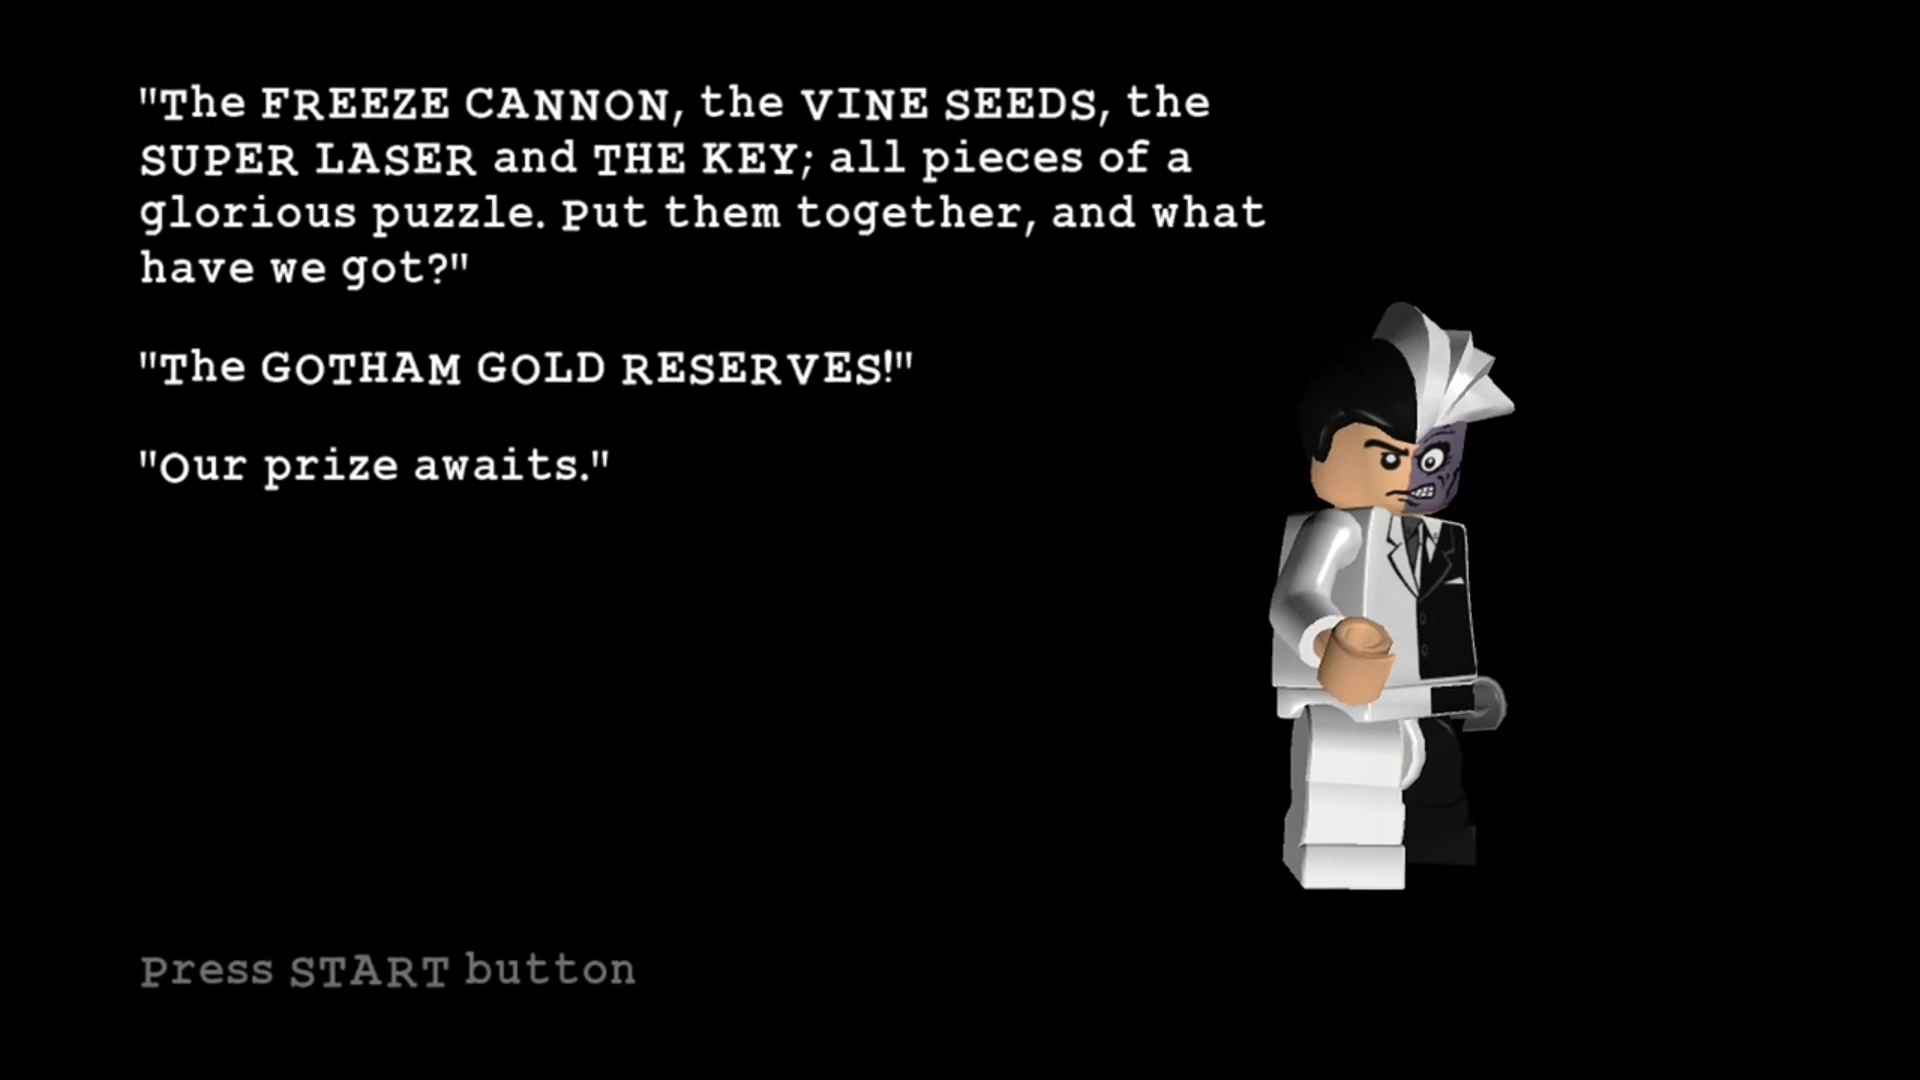 "The FREEZE CANNON, the VINE SEEDS, the
SUPER LASER and THE KEY; all pieces of a
glorious puzzle. Put them together, and what
have we got?"
"The GOTHAM GOLD RESERVES!"
"Our prize awaits."
Press START button